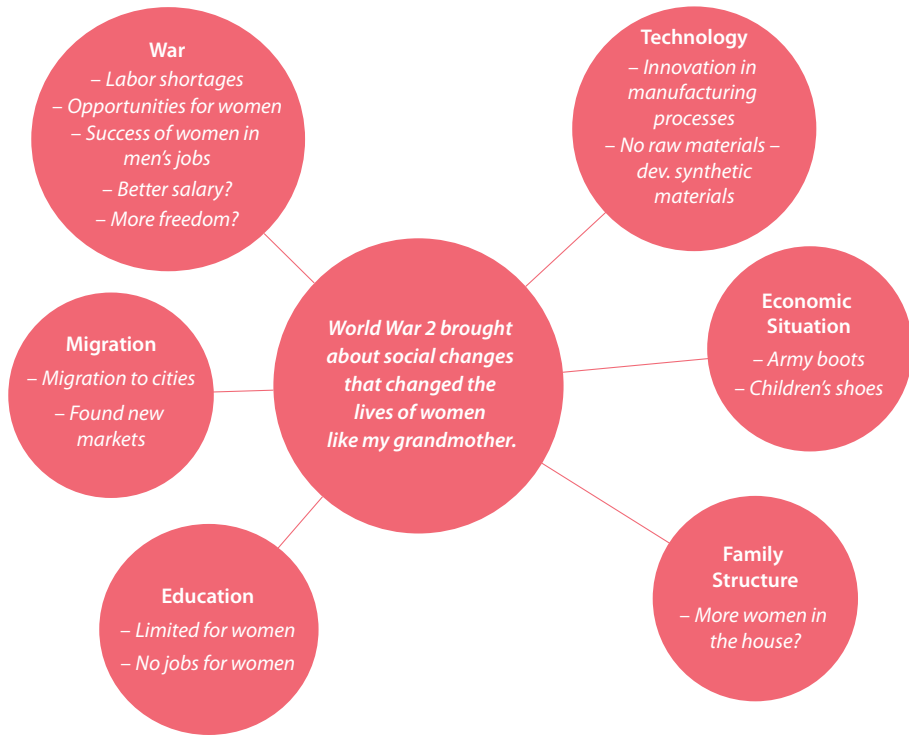 War
– Labor shortages
– Opportunities for women
– Success of women in
men’s jobs
– Better salary?
– More freedom?
Technology
– Innovation in
manufacturing
processes
– No raw materials –
dev. synthetic
materials
World War 2 brought
about social changes
that changed the
lives of women
like my grandmother.
Economic
Situation
– Army boots
– Children’s shoes
Migration
– Migration to cities
– Found new
markets
Family
Structure
– More women in
the house?
Education
– Limited for women
– No jobs for women